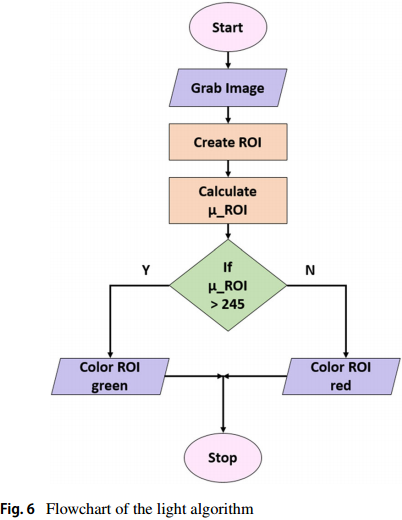 Start
Grab Image
Create ROI
Calculate
μ_ROI
If
μ_ROI
> 245
Y
N
Color ROI
green
Color ROI
red
Stop
Fig. 6 Flowchart of the light algorithm